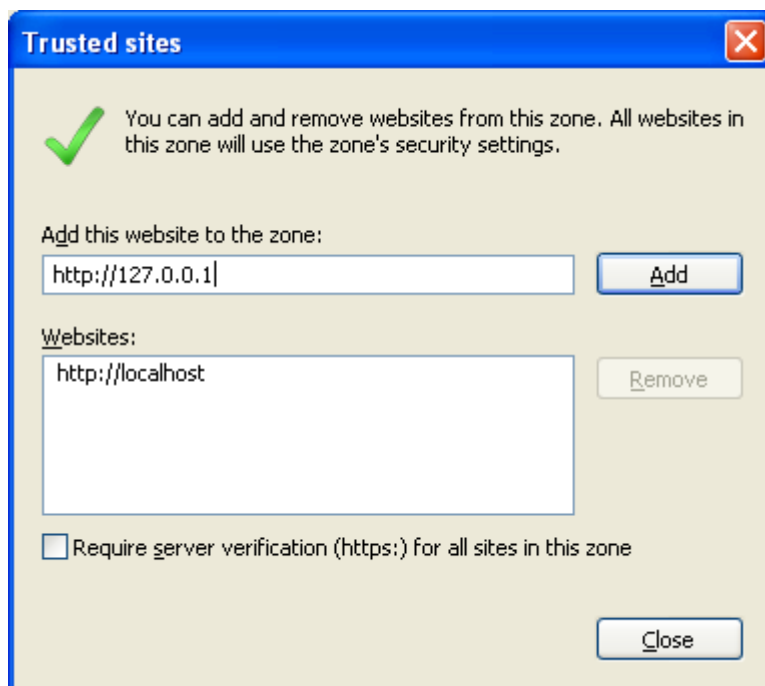 Trusted sites
You can add and remove websites from this zone. All websites in
this zone will use the zone's security settings.
Add this website to the zone:
http://127.0.0.1
Add
Websites:
http://localhost
Remove
Require server verification (https:) for all sites in this zone
Close